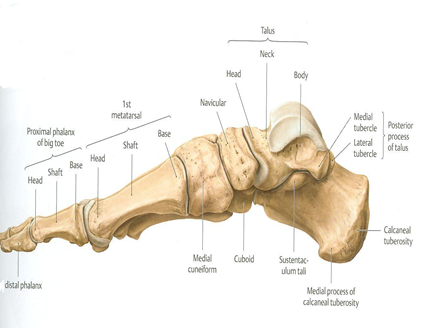 Talus
Neck
Head
Body
1st
metatarsal
Navicular
Medial
tubercle
Posterior
process
of talus
Lateral
tubercle
Proximal phalanx
of big toe
Base
Shaft
Head
Base
Shaft
Head
Calcaneal
tuberosity
distal phalanx
Medial
cuneiform
Cuboid
Sustentac-
ulum tali
Medial process of
calcaneal tuberosity